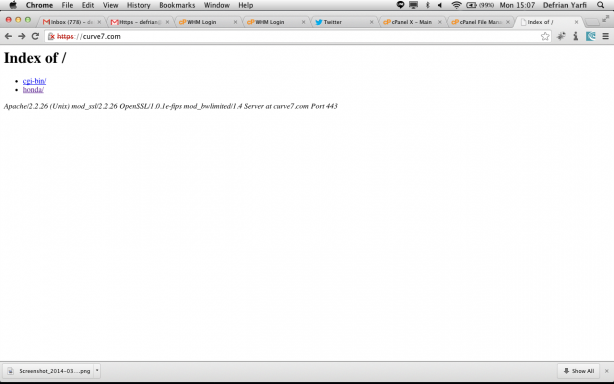 Chrome File Edit View History Bookmarks Window Help (99%) Mon 15:07 Defrian Yarfi
Inbox (778) – de
Https – defrian@
WHM Login
WHM Login
Twitter
cPanel X – Main
cPanel File Mana
Index of /
https://curve7.com
Index of /
cgi-bin/
honda/
Apache/2.2.26 (Unix) mod_ssl/2.2.26 OpenSSL/1.0.1e-fips mod_bwlimited/1.4 Server at curve7.com Port 443
Screenshot_2014-03....png
Show All